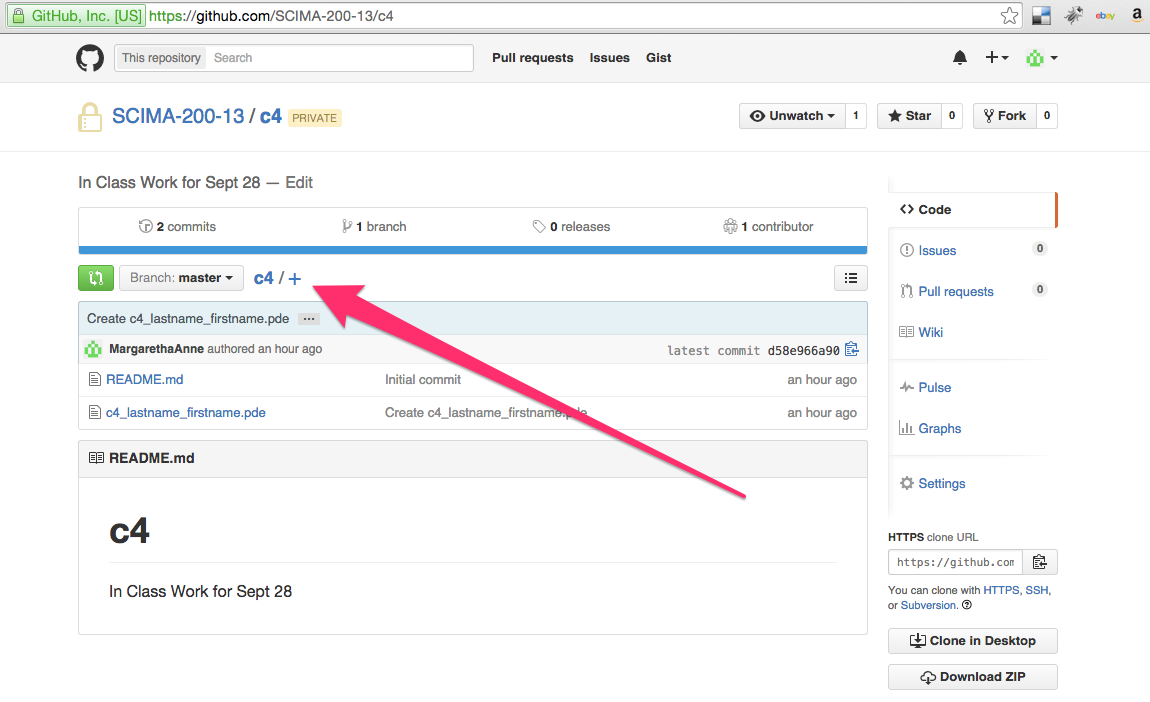 GitHub, Inc. [US] https://github.com/SCIMA-200-13/c4 ebay a
This repository Search Pull requests Issues Gist
SCIMA-200-13 / c4 PRIVATE Unwatch 1 Star 0 Fork 0
In Class Work for Sept 28 — Edit
2 commits 1 branch 0 releases 1 contributor
Branch: master c4 / +
Create c4_lastname_firstname.pde ...
MargarethaAnne authored an hour ago latest commit d58e966a90
README.md Initial commit an hour ago
c4_lastname_firstname.pde Create c4_lastname_firstname.pde an hour ago
README.md
c4
In Class Work for Sept 28
Code
Issues 0
Pull requests 0
Wiki
Pulse
Graphs
Settings
HTTPS clone URL
https://github.com
You can clone with HTTPS, SSH,
or Subversion. ?
Clone in Desktop
Download ZIP